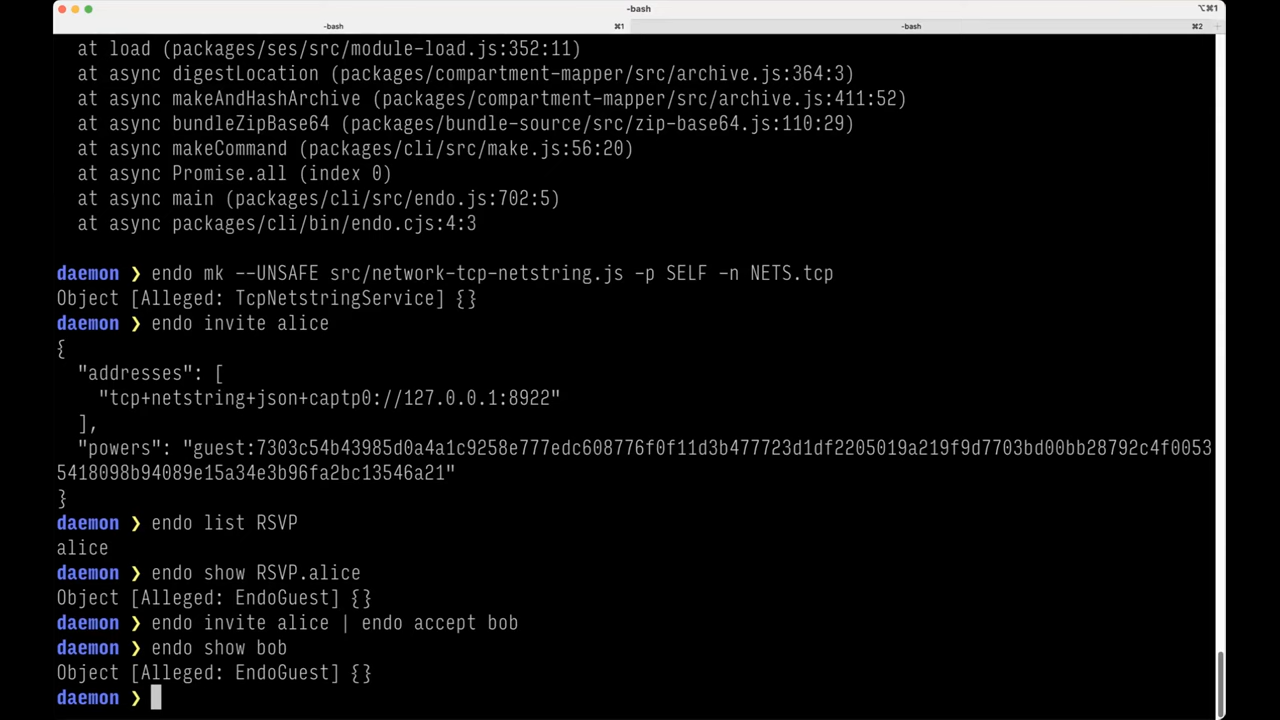 -bash
⌥⌘1
-bash
⌘1
-bash
⌘2
at load (packages/ses/src/module-load.js:352:11)
at async digestLocation (packages/compartment-mapper/src/archive.js:364:3)
at async makeAndHashArchive (packages/compartment-mapper/src/archive.js:411:52)
at async bundleZipBase64 (packages/bundle-source/src/zip-base64.js:110:29)
at async makeCommand (packages/cli/src/make.js:56:20)
at async Promise.all (index 0)
at async main (packages/cli/src/endo.js:702:5)
at async packages/cli/bin/endo.cjs:4:3
daemon ❯ endo mk --UNSAFE src/network-tcp-netstring.js -p SELF -n NETS.tcp
Object [Alleged: TcpNetstringService] {}
daemon ❯ endo invite alice
{
"addresses": [
"tcp+netstring+json+captp0://127.0.0.1:8922"
],
"powers": "guest:7303c54b43985d0a4a1c9258e777edc608776f0f11d3b477723d1df2205019a219f9d7703bd00bb28792c4f0053
5418098b94089e15a34e3b96fa2bc13546a21"
}
daemon ❯ endo list RSVP
alice
daemon ❯ endo show RSVP.alice
Object [Alleged: EndoGuest] {}
daemon ❯ endo invite alice | endo accept bob
daemon ❯ endo show bob
Object [Alleged: EndoGuest] {}
daemon ❯